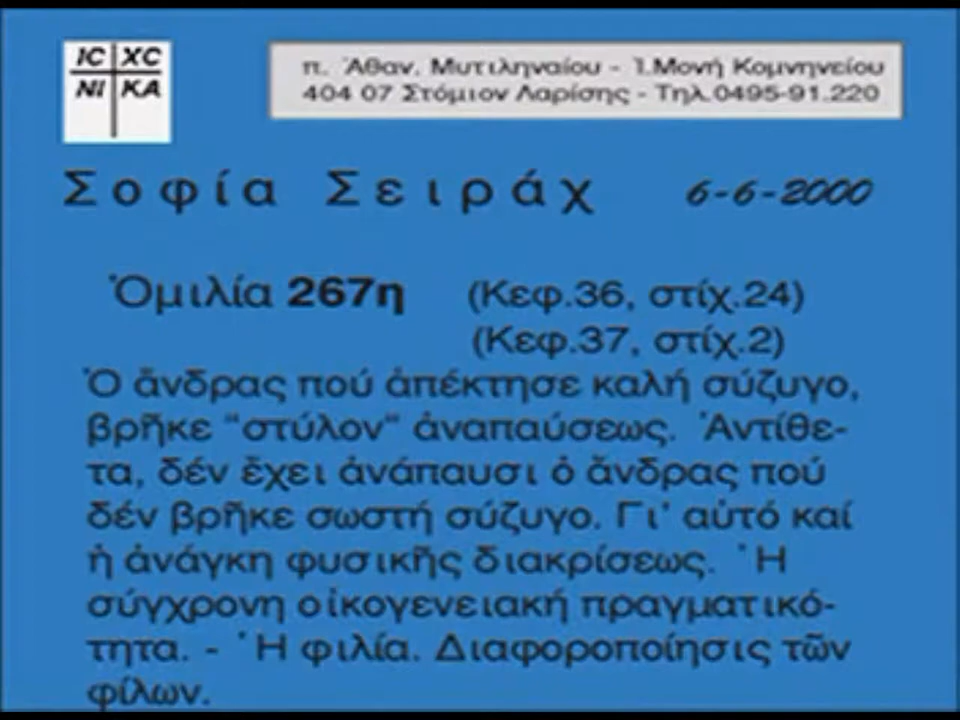 IC XC
NI KA
π. Ἀθαν. Μυτιληναίου - Ἱ.Μονή Κομνηνείου
404 07 Στόμιον Λαρίσης - Τηλ.0495-91.220
Σοφία Σειράχ 6-6-2000
Ὁμιλία 267η (Κεφ.36, στίχ.24)
(Κεφ.37, στίχ.2)
Ὁ ἄνδρας πού ἀπέκτησε καλή σύζυγο,
βρῆκε "στύλον" ἀναπαύσεως. Ἀντίθε-
τα, δέν ἔχει ἀνάπαυσι ὁ ἄνδρας πού
δέν βρῆκε σωστή σύζυγο. Γι' αὐτό καί
ἡ ἀνάγκη φυσικῆς διακρίσεως. Ἡ
σύγχρονη οἰκογενειακή πραγματικό-
τητα. - Ἡ φιλία. Διαφοροποίησις τῶν
φίλων.